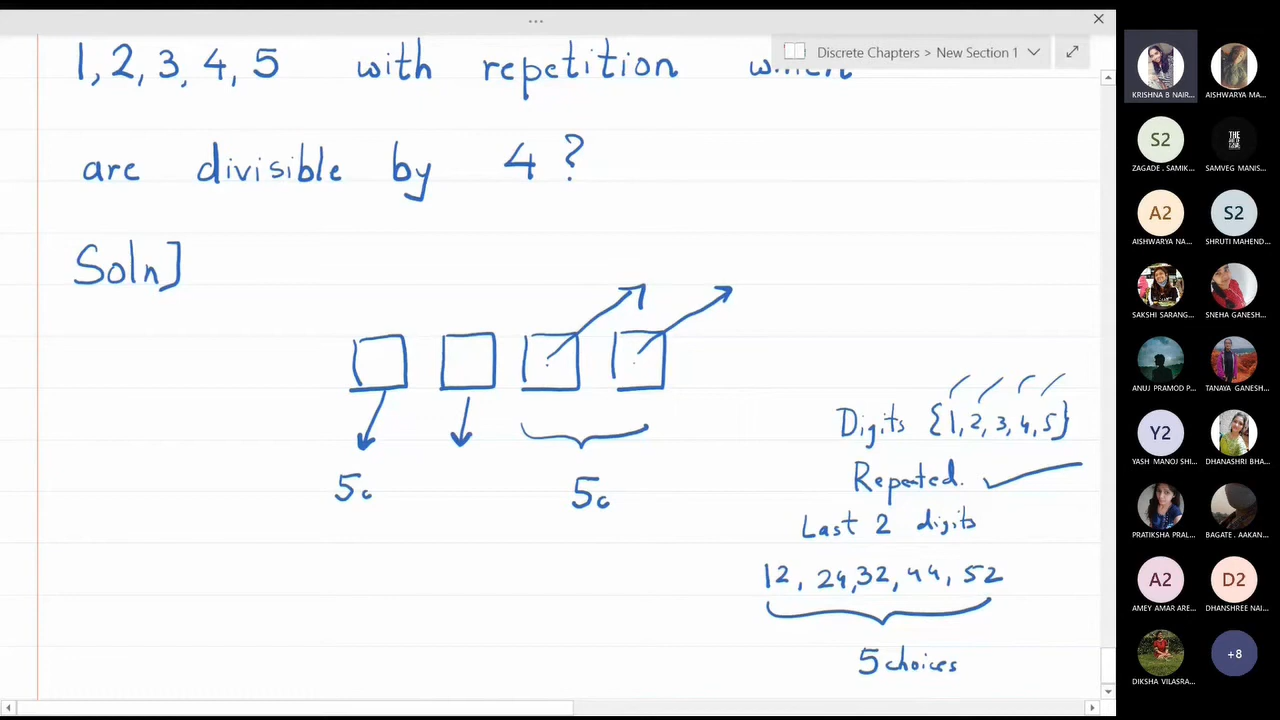 ...
Discrete Chapters > New Section 1
1, 2, 3, 4, 5 with repetition which
are divisible by 4 ?
Soln]
5c 5c
Digits {1, 2, 3, 4, 5}
Repeated.
Last 2 digits
12, 24, 32, 44, 52
5 choices
KRISHNA B NAIR...
AISHWARYA MA...
S2
ZAGADE . SAMIK...
SAMVEG MANIS...
A2
AISHWARYA NA...
S2
SHRUTI MAHEND...
SAKSHI SARANG...
SNEHA GANESH...
ANUJ PRAMOD P...
TANAYA GANESH...
Y2
YASH MANOJ SHI...
DHANASHRI BHA...
PRATIKSHA PRAL...
BAGATE . AAKAN...
A2
AMEY AMAR ARE...
D2
DHANSHREE NAI...
DIKSHA VILASRA...
+8